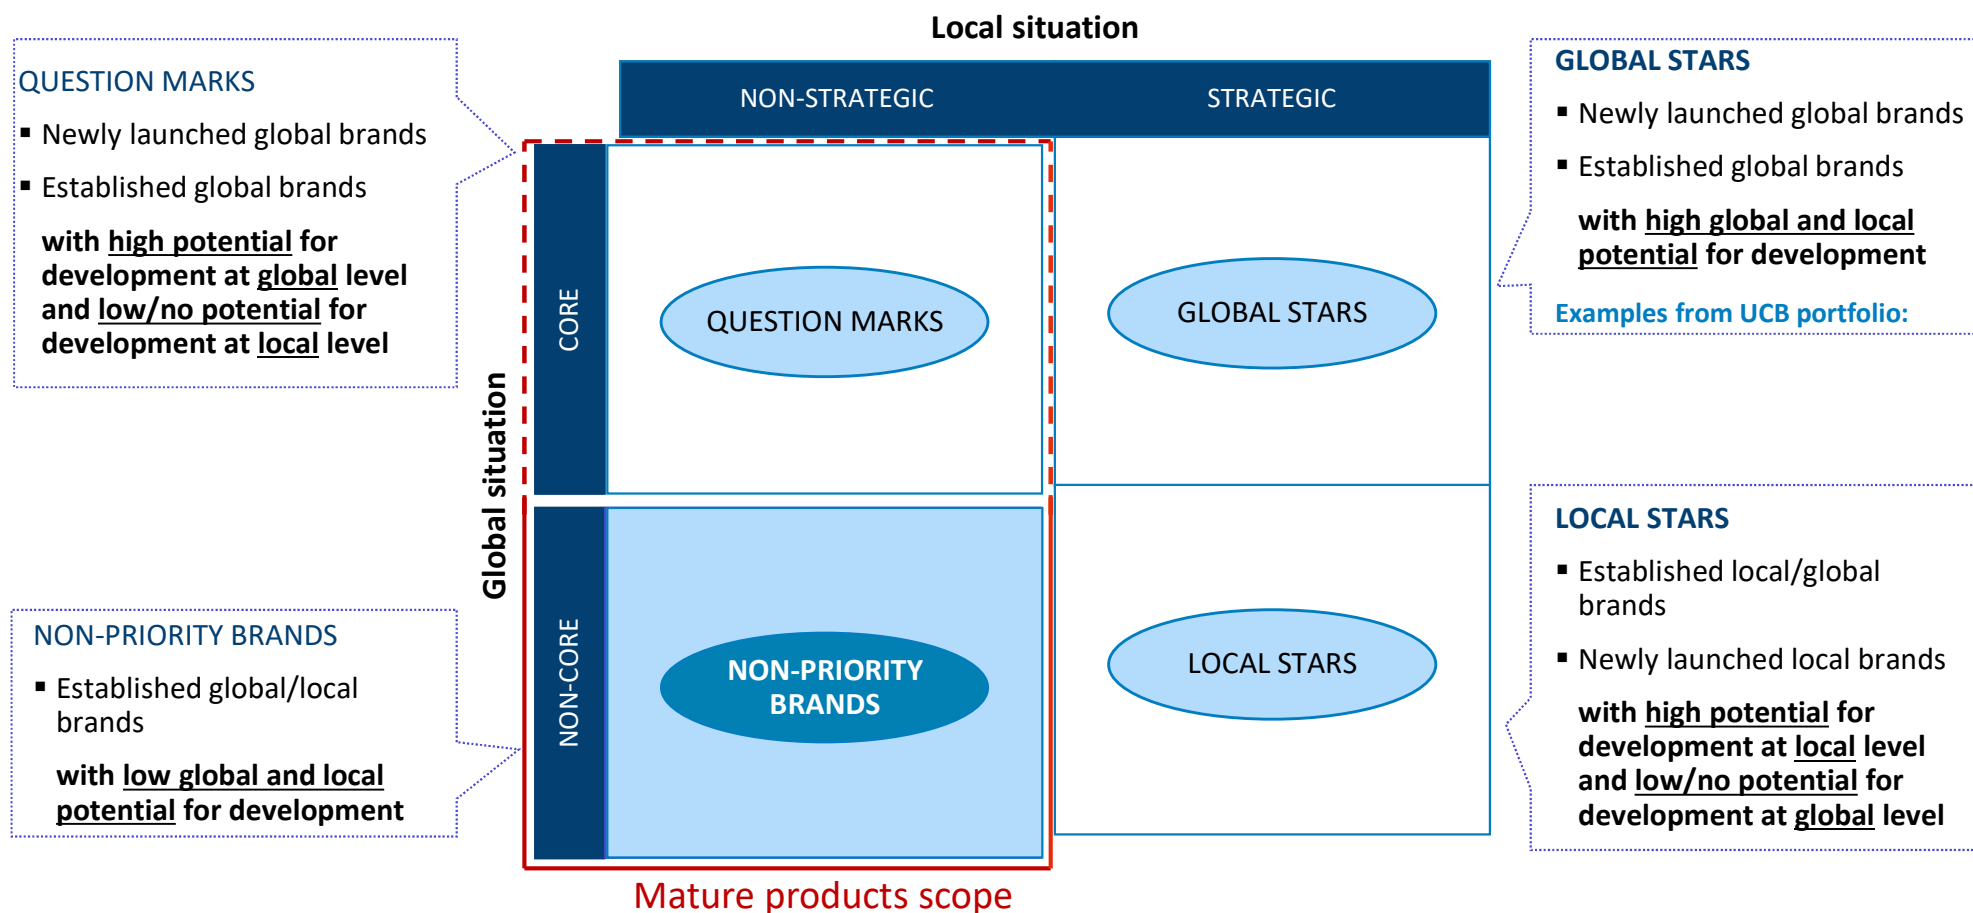 Local situation
QUESTION MARKS
▪ Newly launched global brands
▪ Established global brands
with high potential for
development at global level
and low/no potential for
development at local level
NON-STRATEGIC
STRATEGIC
GLOBAL STARS
▪ Newly launched global brands
▪ Established global brands
with high global and local
potential for development
Examples from UCB portfolio:
Global situation
CORE
QUESTION MARKS
GLOBAL STARS
NON-PRIORITY BRANDS
▪ Established global/local
brands
with low global and local
potential for development
NON-CORE
NON-PRIORITY
BRANDS
LOCAL STARS
LOCAL STARS
▪ Established local/global
brands
▪ Newly launched local brands
with high potential for
development at local level
and low/no potential for
development at global level
Mature products scope